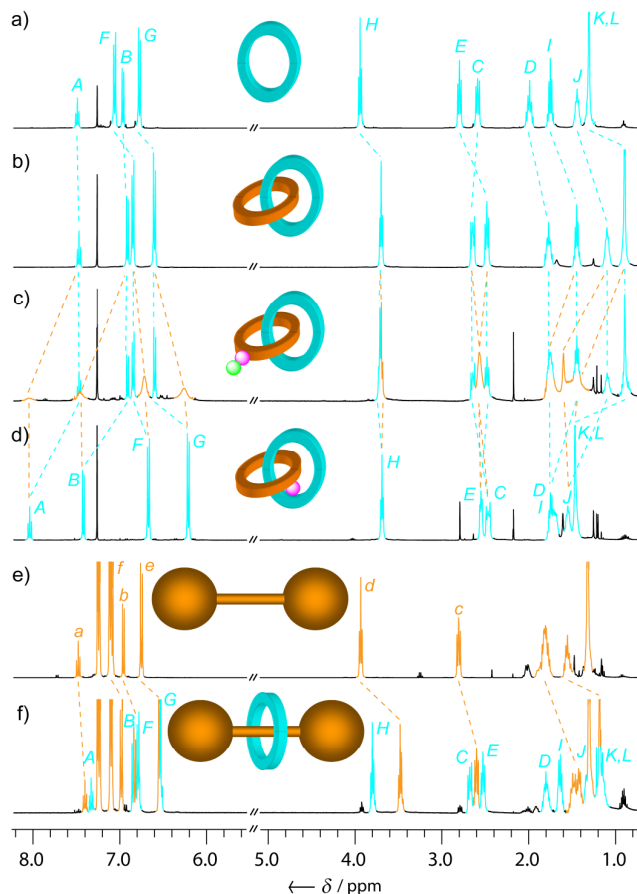 a)
A F B G H E C D I J K,L
b)
c)
d)
A B F G H E C D I J K,L
e)
a f b e d c
f)
A B F G H C E D I J K,L
8.0 7.0 6.0 5.0 4.0 3.0 2.0 1.0
← δ / ppm